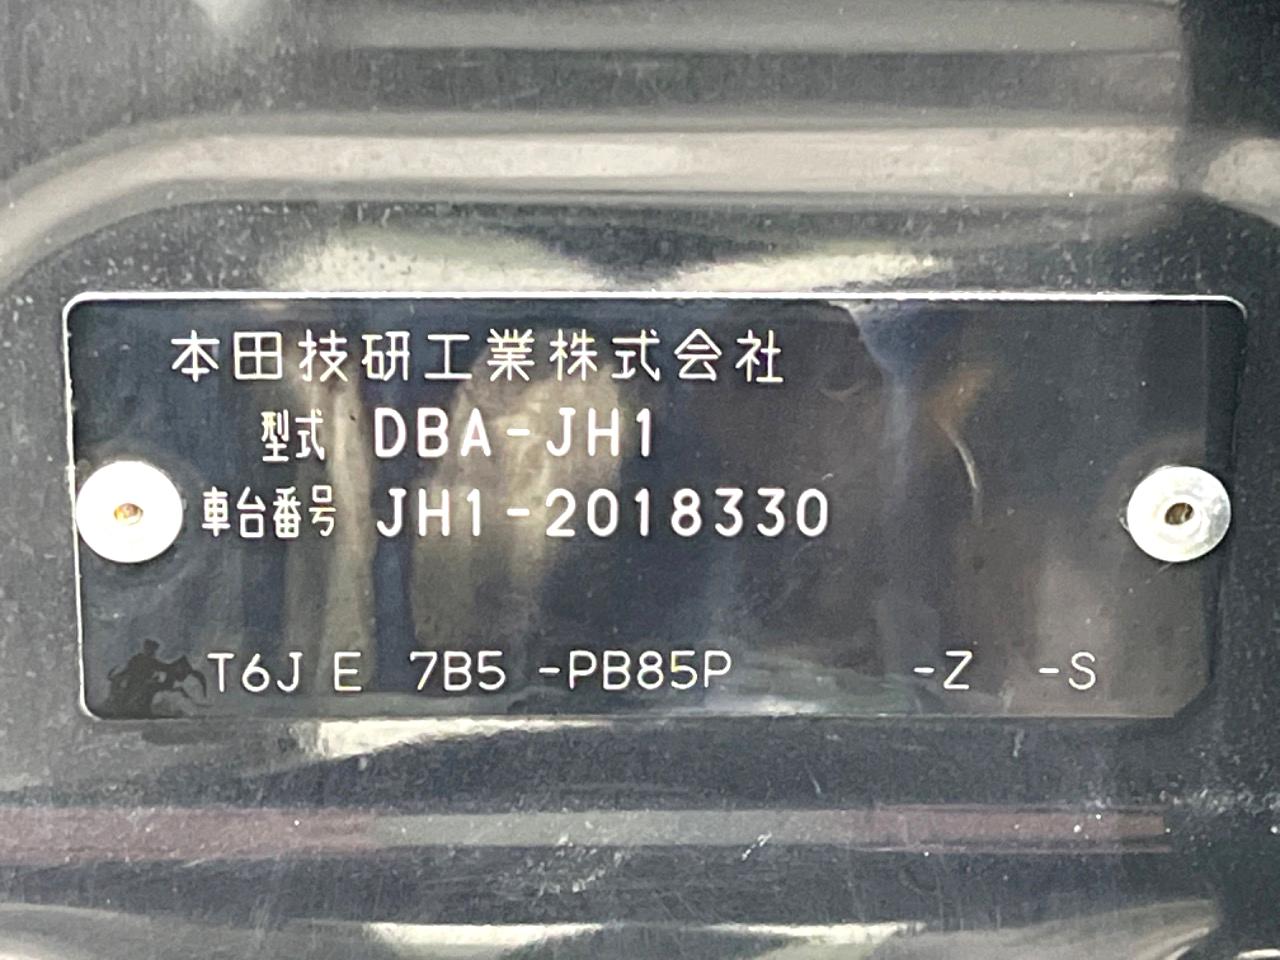 本田技研工業株式会社
型式 DBA-JH1
車台番号 JH1-2018330
T6J E 7B5 -PB85P -Z -S